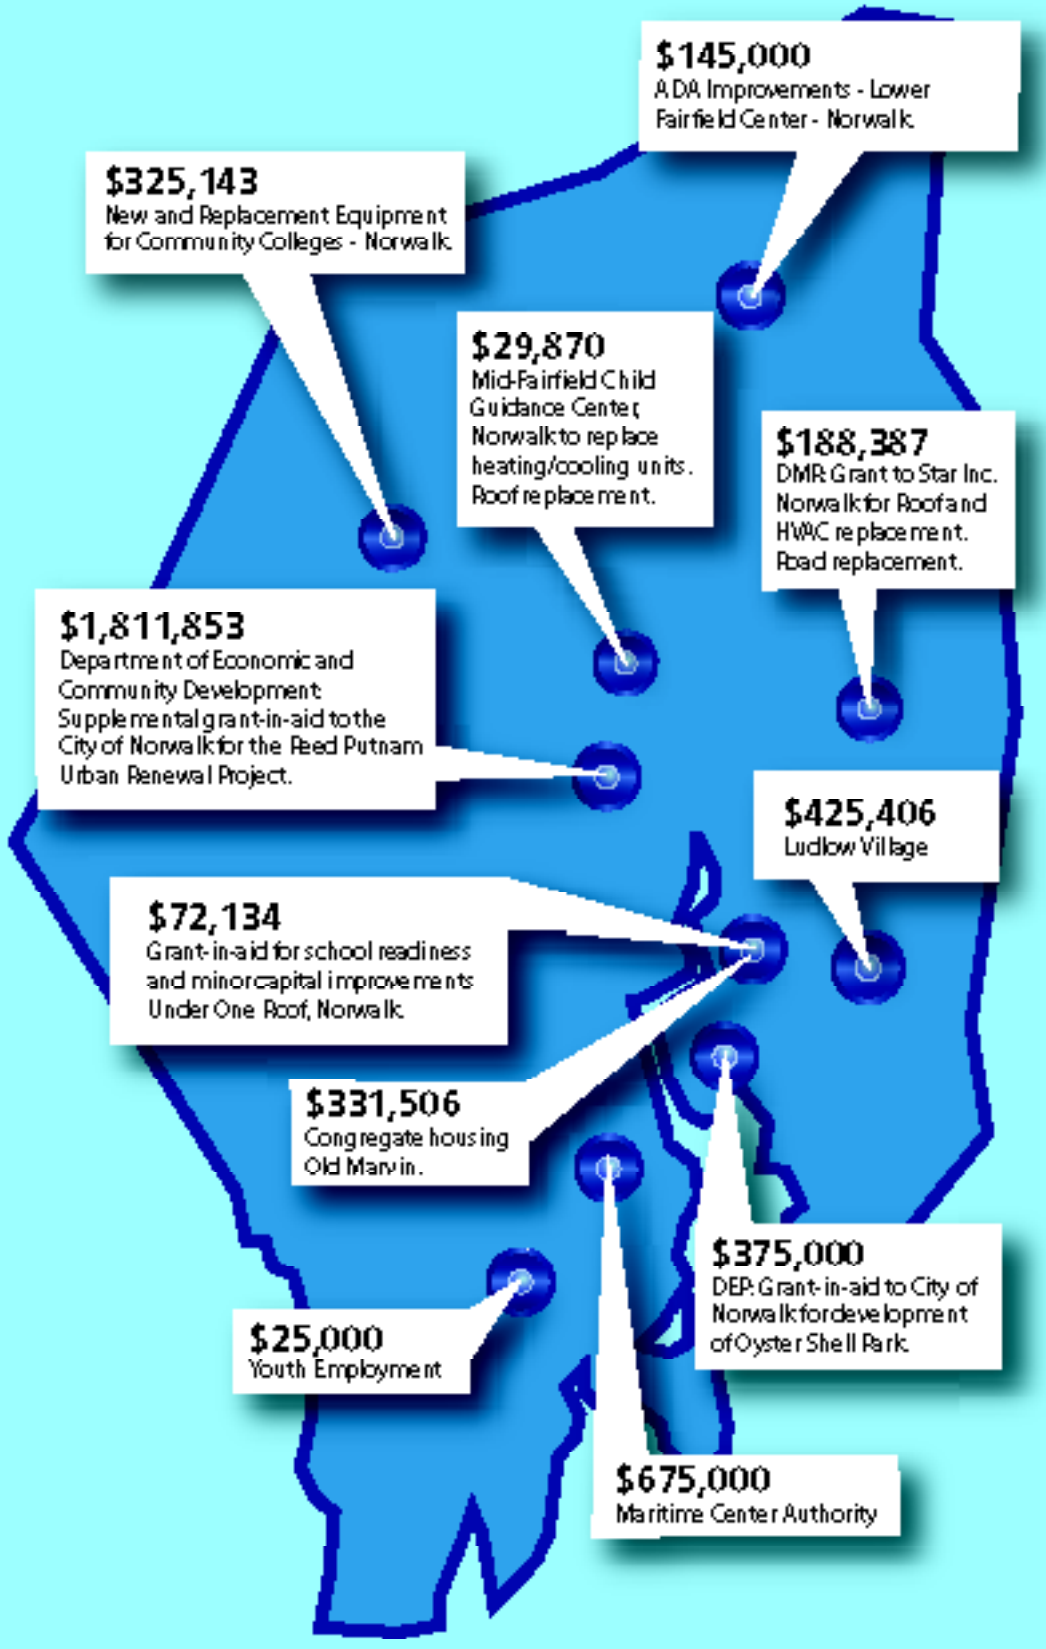 $145,000
ADA Improvements - Lower
Fairfield Center - Norwalk.
$325,143
New and Replacement Equipment
for Community Colleges - Norwalk.
$29,870
Mid-Fairfield Child
Guidance Center,
Norwalk to replace
heating/cooling units.
Roof replacement.
$188,387
DMR: Grant to Star Inc.
Norwalk for Roof and
HVAC replacement.
Road replacement.
$1,811,853
Department of Economic and
Community Development:
Supplemental grant-in-aid to the
City of Norwalk for the Reed Putnam
Urban Renewal Project.
$425,406
Ludlow Village
$72,134
Grant-in-aid for school readiness
and minor capital improvements
Under One Roof, Norwalk.
$331,506
Congregate housing
Old Marvin.
$375,000
DEP: Grant-in-aid to City of
Norwalk for development
of Oyster Shell Park.
$25,000
Youth Employment
$675,000
Maritime Center Authority